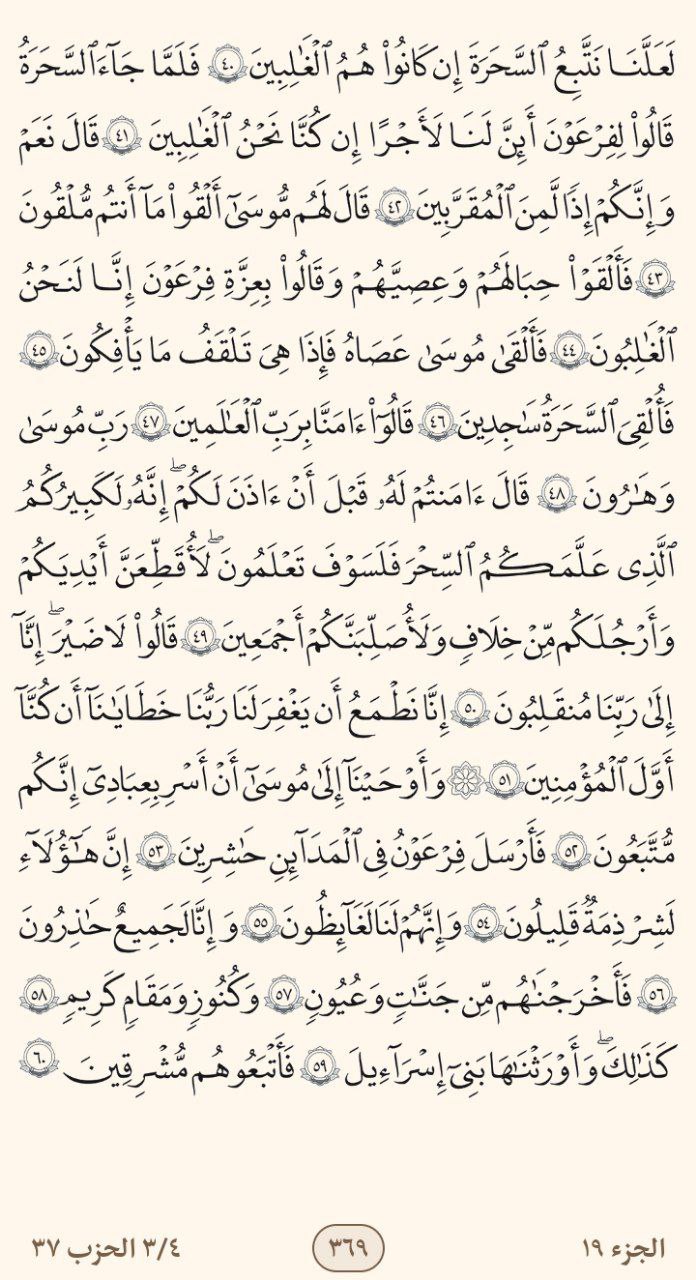 لَعَلَّنَا نَتَّبِعُ ٱلسَّحَرَةَ إِن كَانُوا۟ هُمُ ٱلْغَـٰلِبِينَ ٤٠ فَلَمَّا جَآءَ ٱلسَّحَرَةُ
قَالُوا۟ لِفِرْعَوْنَ أَئِنَّ لَنَا لَأَجْرًا إِن كُنَّا نَحْنُ ٱلْغَـٰلِبِينَ ٤١ قَالَ نَعَمْ
وَإِنَّكُمْ إِذًا لَّمِنَ ٱلْمُقَرَّبِينَ ٤٢ قَالَ لَهُم مُّوسَىٰٓ أَلْقُوا۟ مَآ أَنتُم مُّلْقُونَ
٤٣ فَأَلْقَوْا۟ حِبَالَهُمْ وَعِصِيَّهُمْ وَقَالُوا۟ بِعِزَّةِ فِرْعَوْنَ إِنَّا لَنَحْنُ
ٱلْغَـٰلِبُونَ ٤٤ فَأَلْقَىٰ مُوسَىٰ عَصَاهُ فَإِذَا هِىَ تَلْقَفُ مَا يَأْفِكُونَ ٤٥
فَأُلْقِىَ ٱلسَّحَرَةُ سَـٰجِدِينَ ٤٦ قَالُوٓا۟ ءَامَنَّا بِرَبِّ ٱلْعَـٰلَمِينَ ٤٧ رَبِّ مُوسَىٰ
وَهَـٰرُونَ ٤٨ قَالَ ءَامَنتُمْ لَهُۥ قَبْلَ أَنْ ءَاذَنَ لَكُمْ ۖ إِنَّهُۥ لَكَبِيرُكُمُ
ٱلَّذِى عَلَّمَكُمُ ٱلسِّحْرَ فَلَسَوْفَ تَعْلَمُونَ ۖ لَأُقَطِّعَنَّ أَيْدِيَكُمْ
وَأَرْجُلَكُم مِّنْ خِلَـٰفٍ وَلَأُصَلِّبَنَّكُمْ أَجْمَعِينَ ٤٩ قَالُوا۟ لَا ضَيْرَ ۖ إِنَّآ
إِلَىٰ رَبِّنَا مُنقَلِبُونَ ٥٠ إِنَّا نَطْمَعُ أَن يَغْفِرَ لَنَا رَبُّنَا خَطَـٰيَـٰنَآ أَن كُنَّآ
أَوَّلَ ٱلْمُؤْمِنِينَ ٥١ ۞ وَأَوْحَيْنَآ إِلَىٰ مُوسَىٰٓ أَنْ أَسْرِ بِعِبَادِىٓ إِنَّكُم
مُّتَّبَعُونَ ٥٢ فَأَرْسَلَ فِرْعَوْنُ فِى ٱلْمَدَآئِنِ حَـٰشِرِينَ ٥٣ إِنَّ هَـٰٓؤُلَآءِ
لَشِرْذِمَةٌ قَلِيلُونَ ٥٤ وَإِنَّهُمْ لَنَا لَغَآئِظُونَ ٥٥ وَإِنَّا لَجَمِيعٌ حَـٰذِرُونَ
٥٦ فَأَخْرَجْنَـٰهُم مِّن جَنَّـٰتٍ وَعُيُونٍ ٥٧ وَكُنُوزٍ وَمَقَامٍ كَرِيمٍ ٥٨
كَذَٰلِكَ ۖ وَأَوْرَثْنَـٰهَا بَنِىٓ إِسْرَٰٓءِيلَ ٥٩ فَأَتْبَعُوهُم مُّشْرِقِينَ ٦٠
الجزء ١٩ ٣٦٩ ٣/٤ الحزب ٣٧